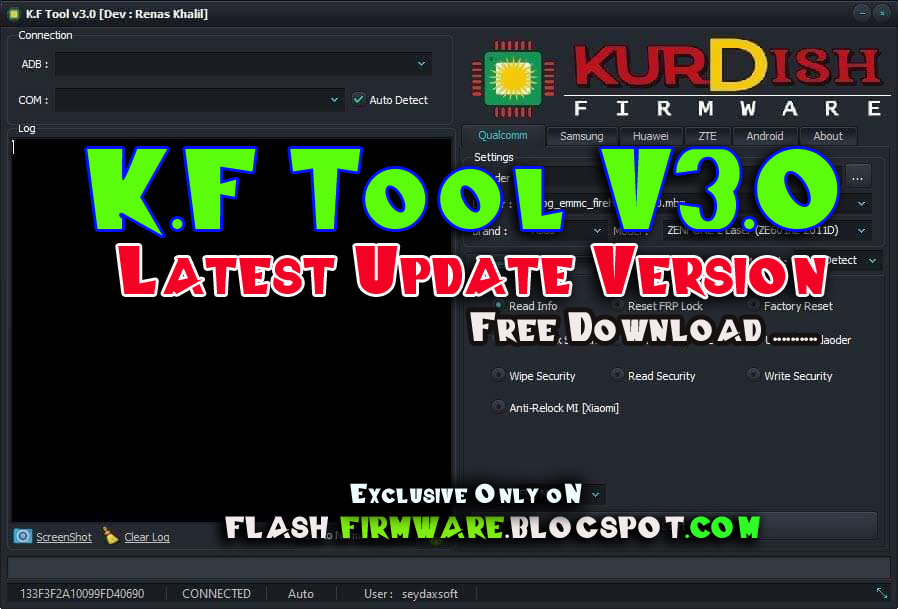 K.F Tool v3.0 [Dev : Renas Khalil]
Connection
ADB :
COM :
Auto Detect
KURDISH
FIRMWARE
Log
Qualcomm Samsung Huawei ZTE Android About
Settings
...
K.F Tool V3.0
Latest Update Version
Detect
Read Info Reset FRP Lock Factory Reset
Free Download ..........
Wipe Security Read Security Write Security
Anti-Relock MI [Xiaomi]
Exclusive Only on
FLASH FIRMWARE.BLOGSPOT.COM
ScreenShot Clear Log
133F3F2A10099FD40690 CONNECTED Auto User : seydaxsoft